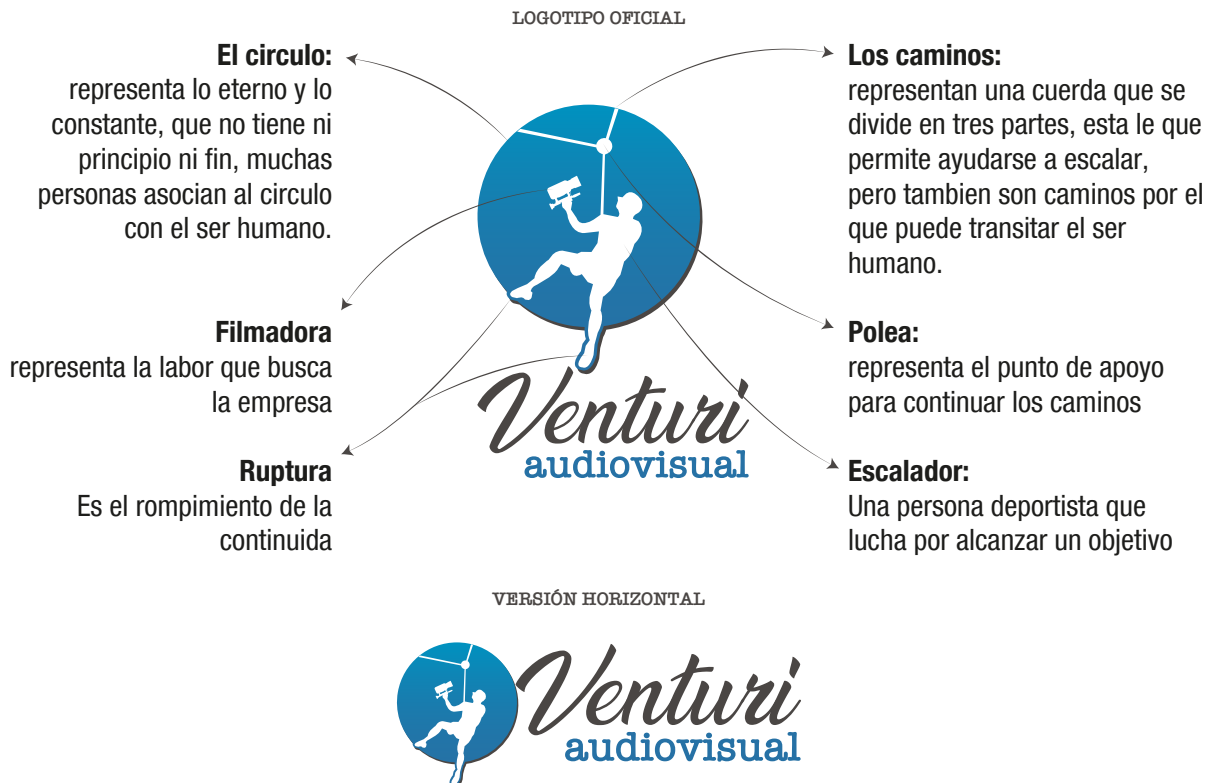 LOGOTIPO OFICIAL
El circulo:
representa lo eterno y lo
constante, que no tiene ni
principio ni fin, muchas
personas asocian al circulo
con el ser humano.
Filmadora
representa la labor que busca
la empresa
Ruptura
Es el rompimiento de la
continuida
Venturi
audiovisual
Los caminos:
representan una cuerda que se
divide en tres partes, esta le que
permite ayudarse a escalar,
pero tambien son caminos por el
que puede transitar el ser
humano.
Polea:
representa el punto de apoyo
para continuar los caminos
Escalador:
Una persona deportista que
lucha por alcanzar un objetivo
VERSIÓN HORIZONTAL
Venturi
audiovisual